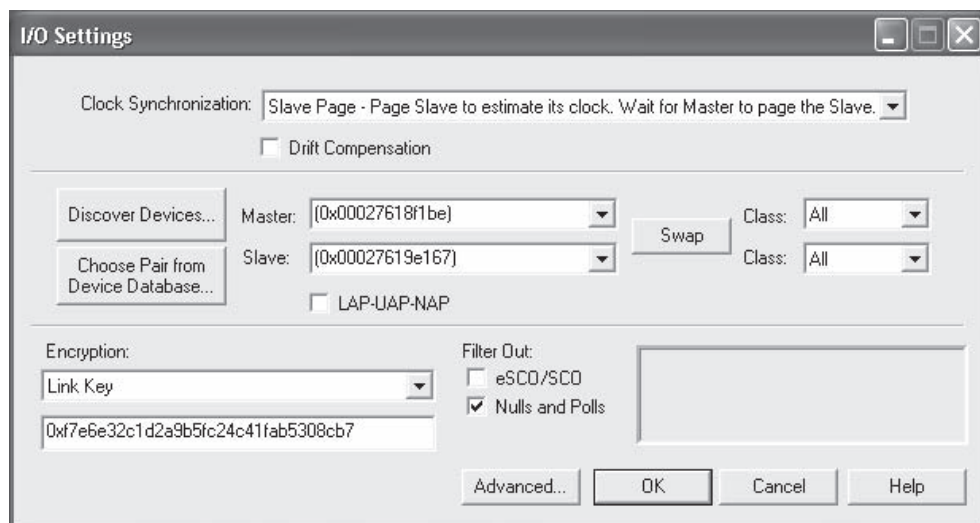 I/O Settings
Clock Synchronization: Slave Page - Page Slave to estimate its clock. Wait for Master to page the Slave.
Drift Compensation
Discover Devices...
Master: (0x00027618f1be)
Swap
Class: All
Choose Pair from
Device Database...
Slave: (0x00027619e167)
Class: All
LAP-UAP-NAP
Encryption:
Link Key
0xf7e6e32c1d2a9b5fc24c41fab5308cb7
Filter Out:
eSCO/SCO
Nulls and Polls
Advanced...
OK
Cancel
Help